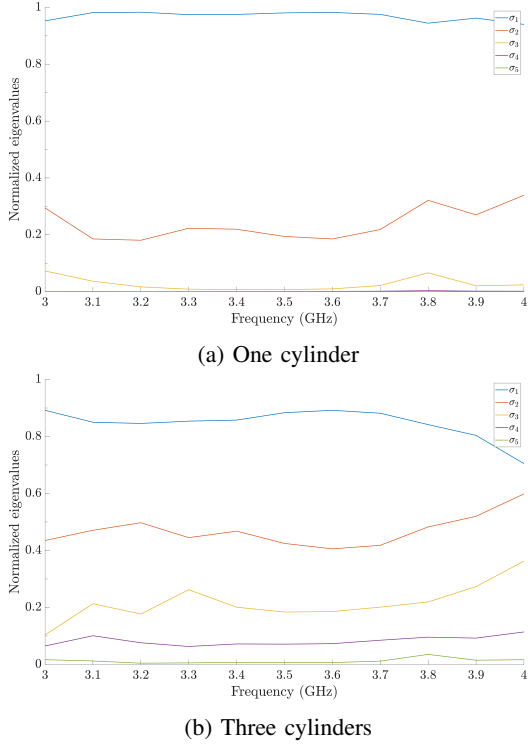 1
0.8
0.6
0.4
0.2
0
Normalized eigenvalues
σ1
σ2
σ3
σ4
σ5
3 3.1 3.2 3.3 3.4 3.5 3.6 3.7 3.8 3.9 4
Frequency (GHz)
(a) One cylinder
1
0.8
0.6
0.4
0.2
0
Normalized eigenvalues
σ1
σ2
σ3
σ4
σ5
3 3.1 3.2 3.3 3.4 3.5 3.6 3.7 3.8 3.9 4
Frequency (GHz)
(b) Three cylinders